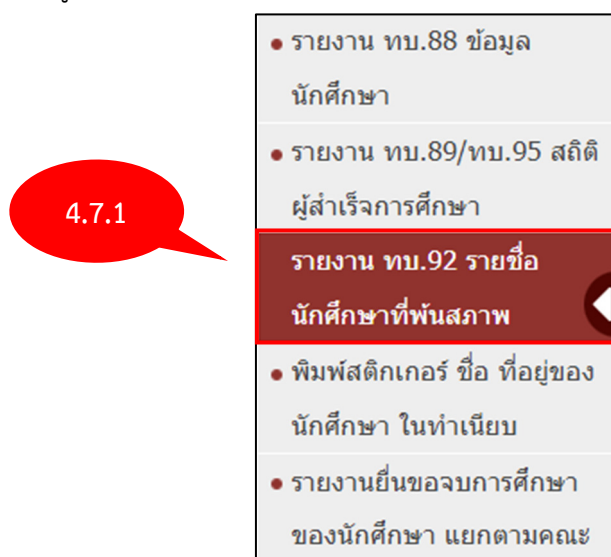 รายงาน ทบ.88 ข้อมูล
นักศึกษา
รายงาน ทบ.89/ทบ.95 สถิติ
ผู้สำเร็จการศึกษา
4.7.1
รายงาน ทบ.92 รายชื่อ
นักศึกษาที่พ้นสภาพ
พิมพ์สติกเกอร์ ชื่อ ที่อยู่ของ
นักศึกษา ในทำเนียบ
รายงานยื่นขอจบการศึกษา
ของนักศึกษา แยกตามคณะ